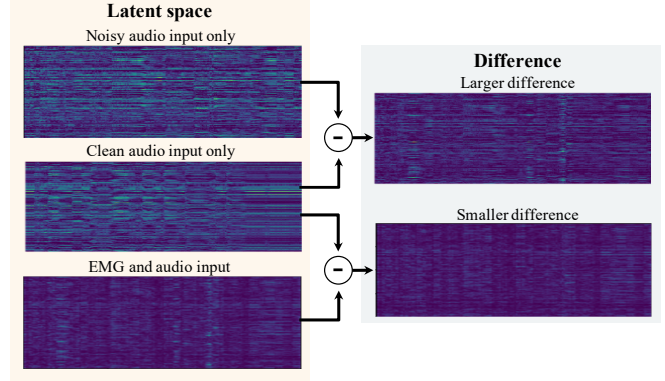 Latent space
Noisy audio input only
Clean audio input only
EMG and audio input
Difference
Larger difference
Smaller difference